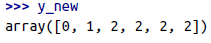 >>> y_new
array([0, 1, 2, 2, 2, 2])